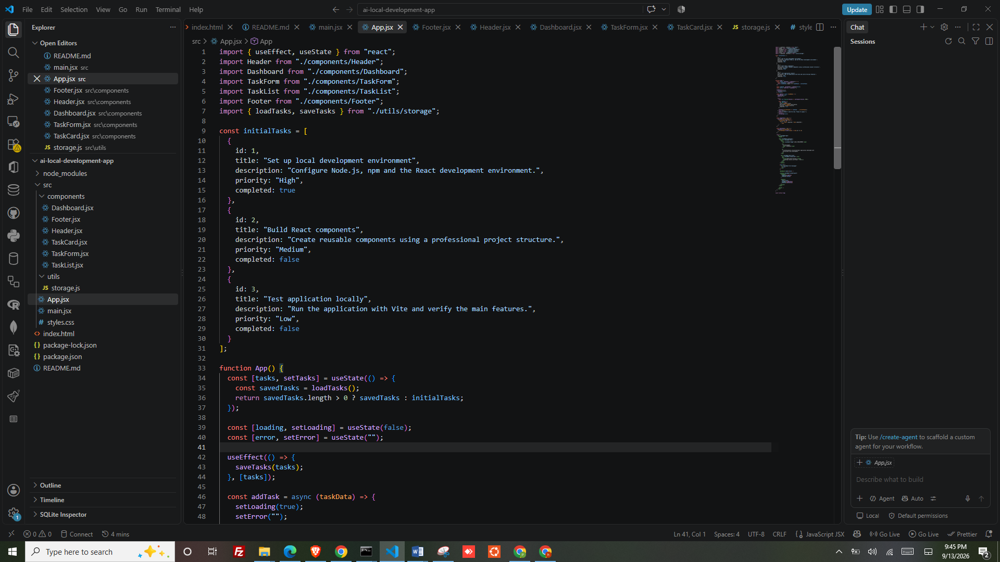 File Edit Selection View Go Run Terminal Help
ai-local-development-app
Update
Explorer
Open Editors
README.md
main.jsx src
App.jsx src
Footer.jsx src\components
Header.jsx src\components
Dashboard.jsx src\components
TaskForm.jsx src\components
TaskCard.jsx src\components
storage.js src\utils
ai-local-development-app
node_modules
src
components
Dashboard.jsx
Footer.jsx
Header.jsx
TaskCard.jsx
TaskForm.jsx
TaskList.jsx
utils
JS storage.js
App.jsx
main.jsx
# styles.css
index.html
package-lock.json
package.json
README.md
Outline
Timeline
SQLite Inspector
index.html README.md main.jsx App.jsx Footer.jsx Header.jsx Dashboard.jsx TaskForm.jsx TaskCard.jsx JS storage.js # style
src > App.jsx > App
1 import { useEffect, useState } from "react";
2 import Header from "./components/Header";
3 import Dashboard from "./components/Dashboard";
4 import TaskForm from "./components/TaskForm";
5 import TaskList from "./components/TaskList";
6 import Footer from "./components/Footer";
7 import { loadTasks, saveTasks } from "./utils/storage";
8
9 const initialTasks = [
10 {
11 id: 1,
12 title: "Set up local development environment",
13 description: "Configure Node.js, npm and the React development environment.",
14 priority: "High",
15 completed: true
16 },
17 {
18 id: 2,
19 title: "Build React components",
20 description: "Create reusable components using a professional project structure.",
21 priority: "Medium",
22 completed: false
23 },
24 {
25 id: 3,
26 title: "Test application locally",
27 description: "Run the application with Vite and verify the main features.",
28 priority: "Low",
29 completed: false
30 }
31 ];
32
33 function App() {
34 const [tasks, setTasks] = useState(() => {
35 const savedTasks = loadTasks();
36 return savedTasks.length > 0 ? savedTasks : initialTasks;
37 });
38
39 const [loading, setLoading] = useState(false);
40 const [error, setError] = useState("");
41
42 useEffect(() => {
43 saveTasks(tasks);
44 }, [tasks]);
45
46 const addTask = async (taskData) => {
47 setLoading(true);
48 setError("");
Chat
Sessions
Tip: Use /create-agent to scaffold a custom
agent for your workflow.
App.jsx
Describe what to build
Agent Auto
Local Default permissions
0 0 Connect 4 mins
Ln 41, Col 1 Spaces: 4 UTF-8 CRLF {} JavaScript JSX Go Live Go Live Prettier
Type here to search
9:45 PM
9/13/2026
2